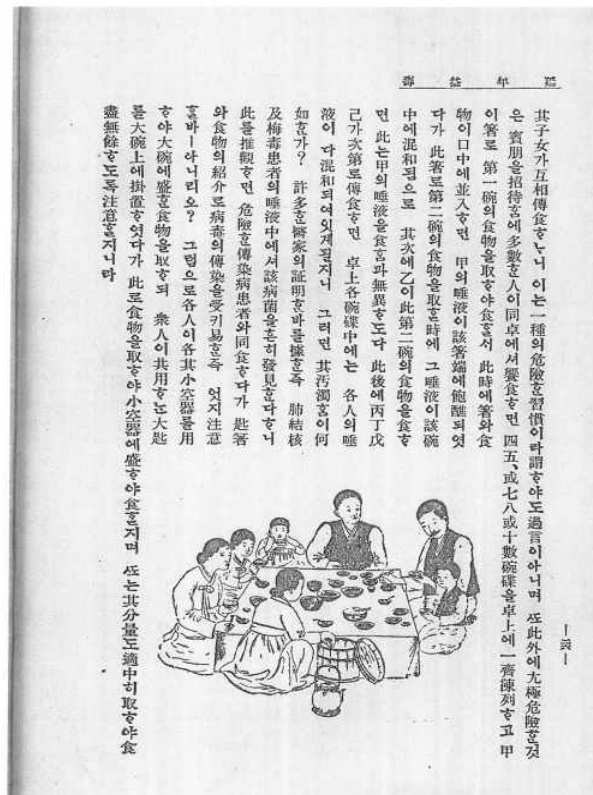 延年益壽
其子女가互相傳食ᄒᆞᄂᆞ니 이는一種의危險ᄒᆞᆫ習慣이라謂ᄒᆞ야도過言이아니며 ᄯᅩ此外에尤極危險ᄒᆞᆫ것
은 賓朋을招待ᄒᆞᆷ에多數ᄒᆞᆫ人이同卓에셔饗食ᄒᆞ면 四五、或七八或十數碗碟을卓上에一齊陳列ᄒᆞ고 甲
이箸로 第一碗의食物을取ᄒᆞ야食ᄒᆞᆯ서 此時에箸와食
物이口中에並入ᄒᆞ면 甲의唾液이該箸端에飽蘸되엿
다가 此箸로第二碗의食物을取ᄒᆞᆯ時에 그唾液이該碗
中에混和됨으로 其次에乙이此第二碗의食物을食ᄒᆞ
면 此는甲의唾液을食ᄒᆞᆷ과無異ᄒᆞ도다 此後에丙丁戊
己가次第로傳食ᄒᆞ면 卓上各碗碟中에는 各人의唾
液이 다混和되여잇게될지니 그러면其汚濁ᄒᆞᆷ이何
如ᄒᆞᆫ가? 許多ᄒᆞᆫ醫家의証明ᄒᆞᆫ바를據ᄒᆞᆫ즉 肺結核
及梅毒患者의唾液中에셔該病菌을흔히發見ᄒᆞᆫ다ᄒᆞ니
此를推觀ᄒᆞ면 危險ᄒᆞᆫ傳染病患者와同食ᄒᆞ다가 匙箸
와食物의紹介로病毒의傳染을受키易ᄒᆞᆫ즉 엇지注意
ᄒᆞᆯ바ㅣ아니리오? 그럼으로各人이各其小空器를用
ᄒᆞ야大碗에盛ᄒᆞᆫ食物을取ᄒᆞ되 衆人이共用ᄒᆞᄂᆞᆫ大匙
를大碗上에掛置ᄒᆞ엿다가 此로食物을取ᄒᆞ야小空器에盛ᄒᆞ야食ᄒᆞᆯ지며 ᄯᅩ는其分量도適中히取ᄒᆞ야食
盡無餘ᄒᆞ도록注意ᄒᆞᆯ지니라